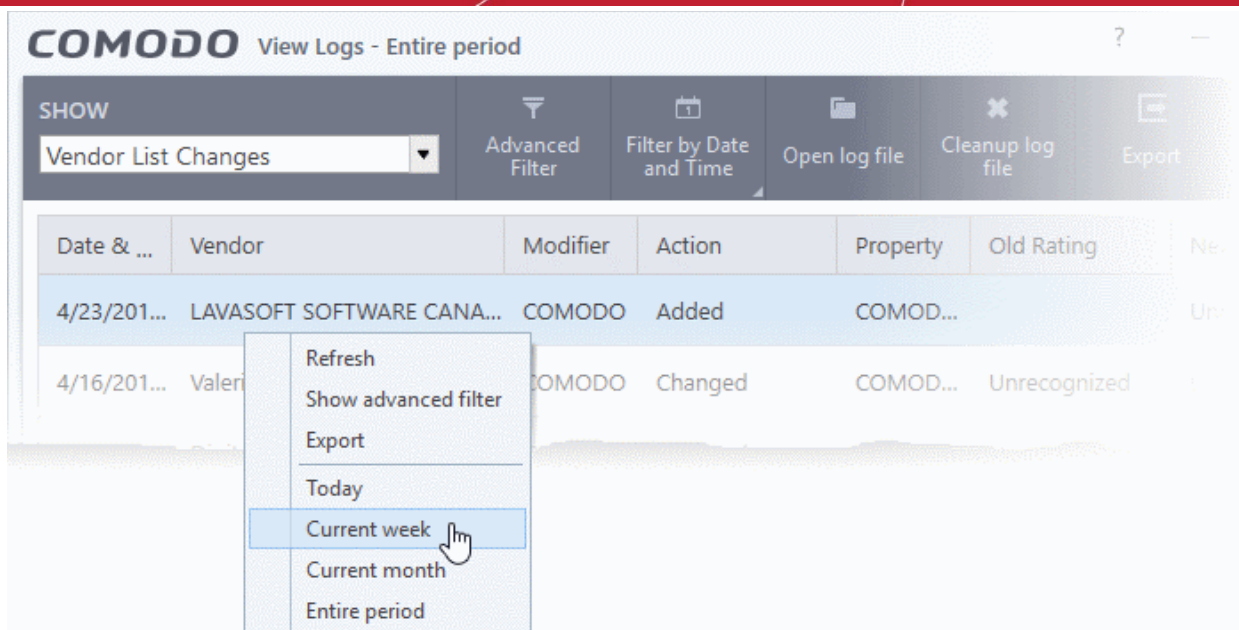 COMODO View Logs - Entire period ?
SHOW
Vendor List Changes
Advanced Filter
Filter by Date and Time
1
Open log file
Cleanup log file
Export
Date & ... Vendor Modifier Action Property Old Rating
4/23/201... LAVASOFT SOFTWARE CANA... COMODO Added COMOD...
4/16/201... Valeri COMODO Changed COMOD... Unrecognized
Refresh
Show advanced filter
Export
Today
Current week
Current month
Entire period